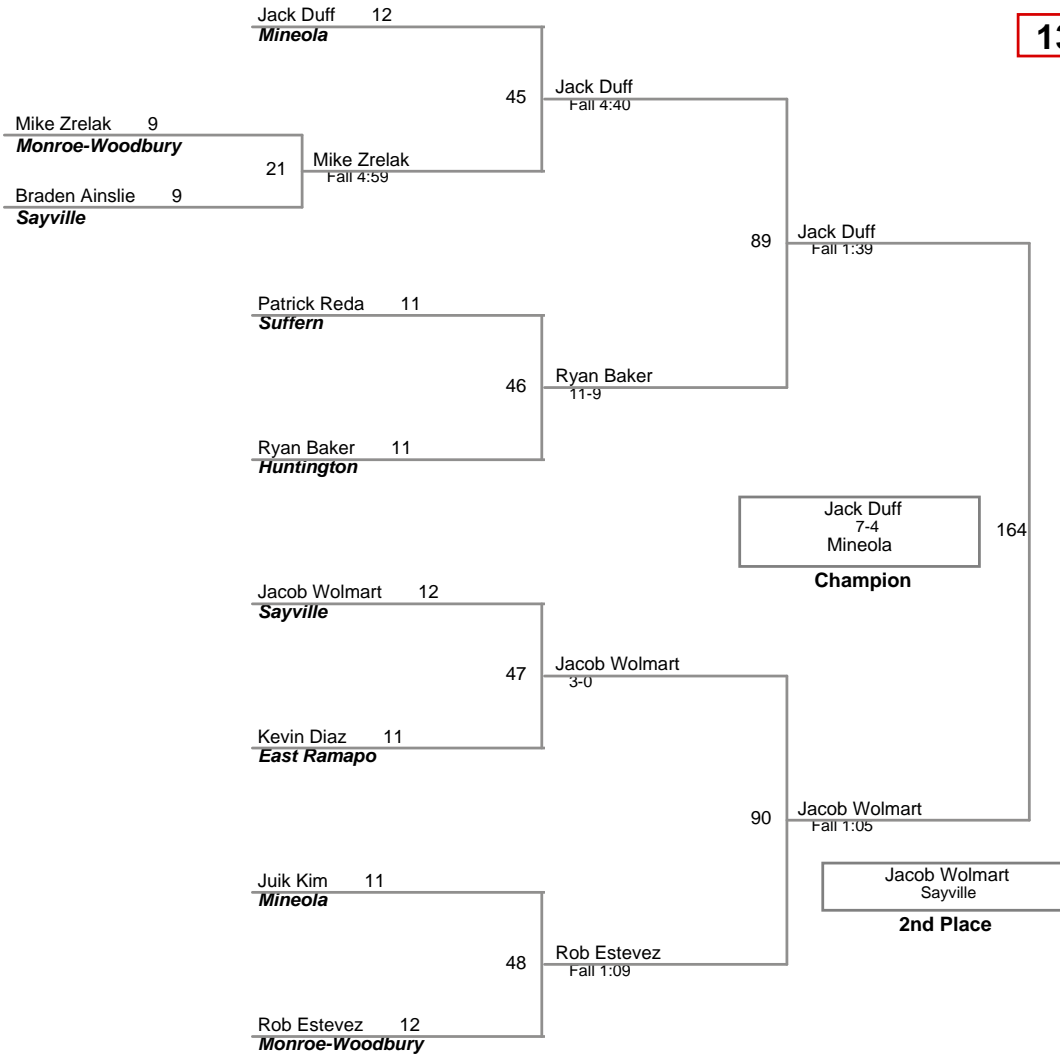 Jack Duff 12
Mineola
13
45
Jack Duff
Fall 4:40
Mike Zrelak 9
Monroe-Woodbury
21
Mike Zrelak
Fall 4:59
Braden Ainslie 9
Sayville
89
Jack Duff
Fall 1:39
Patrick Reda 11
Suffern
46
Ryan Baker
11-9
Ryan Baker 11
Huntington
Jack Duff
7-4
Mineola
164
Champion
Jacob Wolmart 12
Sayville
47
Jacob Wolmart
3-0
Kevin Diaz 11
East Ramapo
90
Jacob Wolmart
Fall 1:05
Juik Kim 11
Mineola
Jacob Wolmart
Sayville
2nd Place
48
Rob Estevez
Fall 1:09
Rob Estevez 12
Monroe-Woodbury